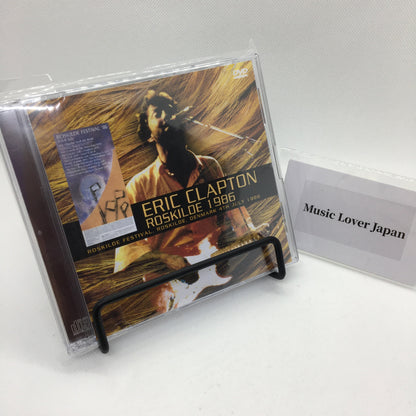 DVD
ROSKILDE FESTIVAL '86
ERIC CLAPTON
ROSKILDE 1986
ROSKILDE FESTIVAL, ROSKILDE, DENMARK 4TH JULY 1986
Music Lover Japan